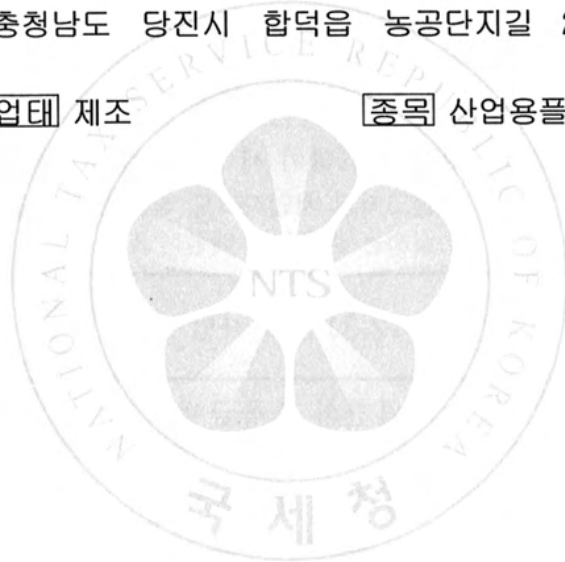 충청남도 당진시 합덕읍 농공단지길
업태 제조 종목 산업용플
NATIONAL TAX SERVICE REPUBLIC OF KOREA
NTS
국세청